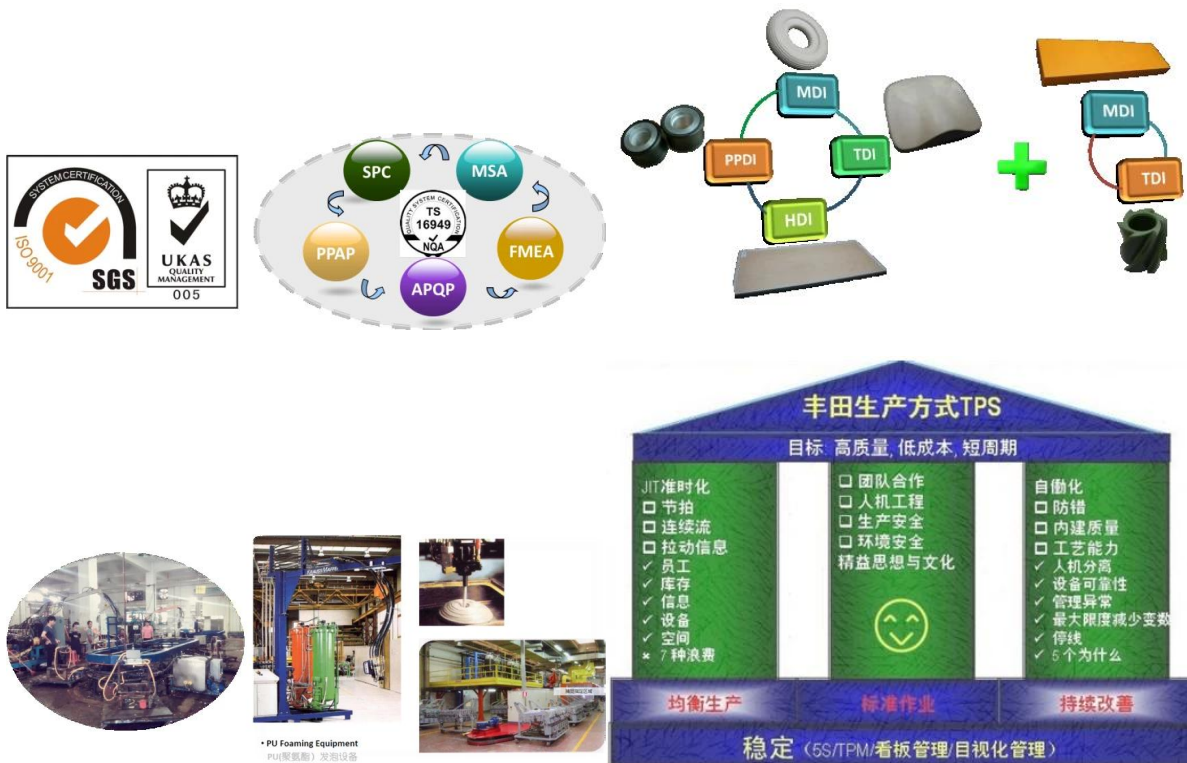 SYSTEM CERTIFICATION
ISO 9001
SGS
UKAS
QUALITY
MANAGEMENT
005
SPC
MSA
PPAP
FMEA
APQP
QUALITY SYSTEM CERTIFICATION
TS
16949
NQA
MDI
PPDI
TDI
HDI
MDI
TDI
• PU Foaming Equipment
PU(聚氨酯）发泡设备
丰田生产方式TPS
目标 高质量, 低成本, 短周期
JIT准时化
节拍
连续流
拉动信息
✓ 员工
✓ 库存
✓ 信息
✓ 设备
✓ 空间
× 7种浪费
团队合作
人机工程
生产安全
环境安全
精益思想与文化
自働化
防错
内建质量
工艺能力
✓ 人机分离
✓ 设备可靠性
✓ 管理异常
✓ 最大限度减少变数
✓ 停线
✓ 5个为什么
均衡生产
标准作业
持续改善
稳定（5S/TPM/看板管理/目视化管理）